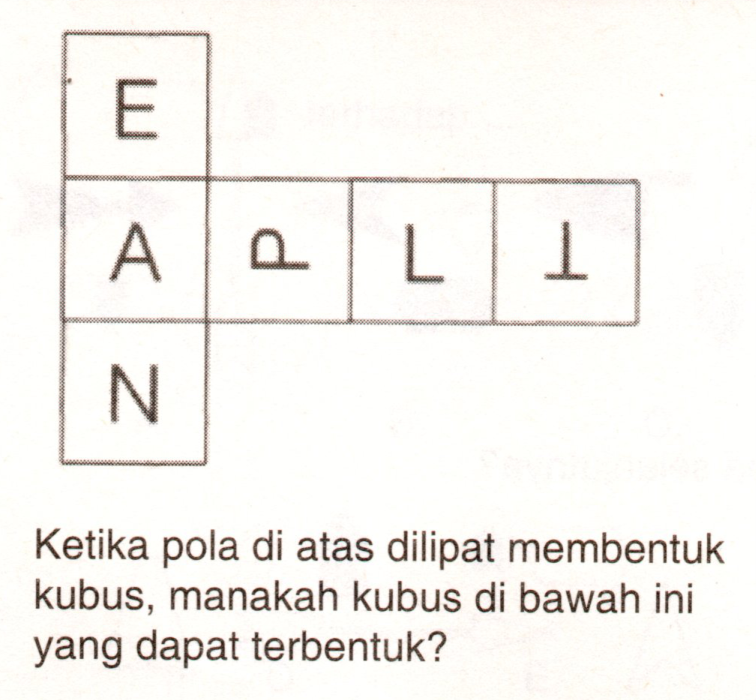 E
A P L T
N
Ketika pola di atas dilipat membentuk
kubus, manakah kubus di bawah ini
yang dapat terbentuk?